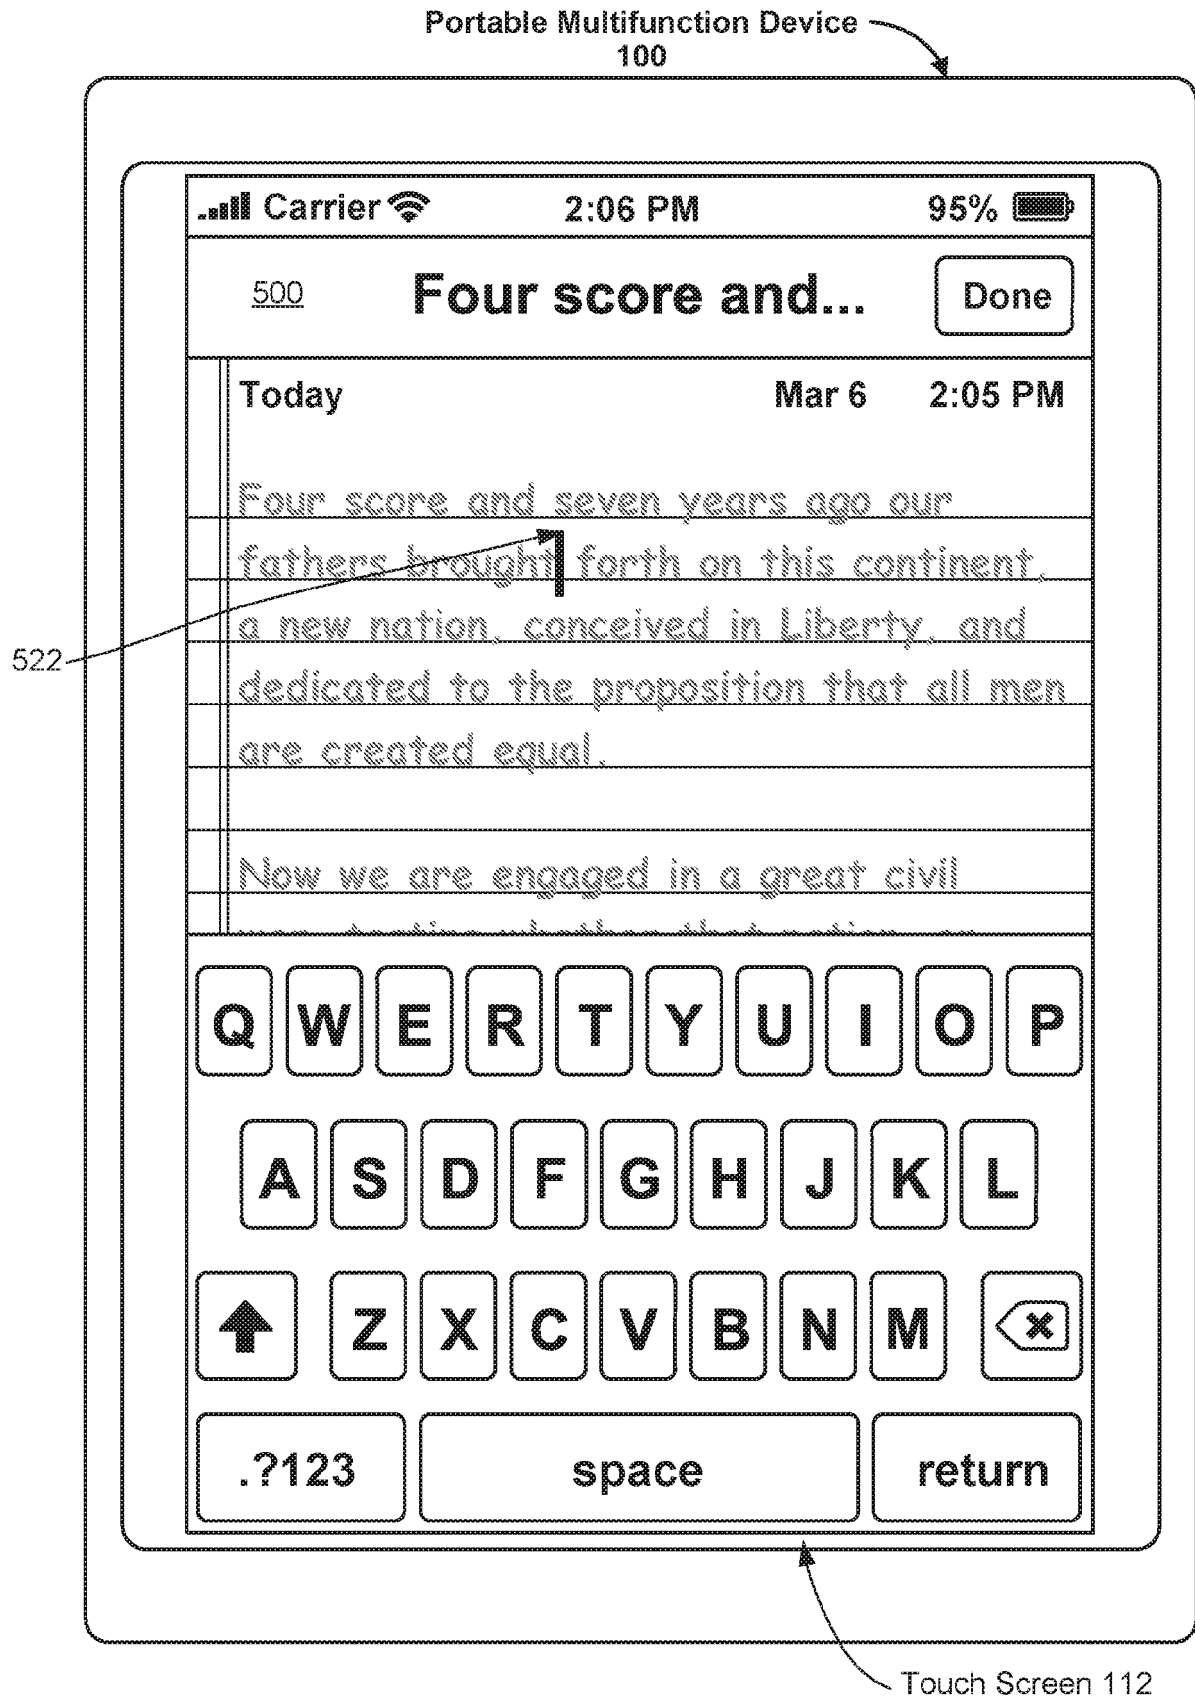 Portable Multifunction Device
100
Carrier 2:06 PM 95%
500 Four score and... Done
Today Mar 6 2:05 PM
Four score and seven years ago our
fathers brought forth on this continent,
a new nation, conceived in Liberty, and
522
dedicated to the proposition that all men
are created equal.
Now we are engaged in a great civil
Q W E R T Y U I O P
A S D F G H J K L
Z X C V B N M
.?123 space return
Touch Screen 112